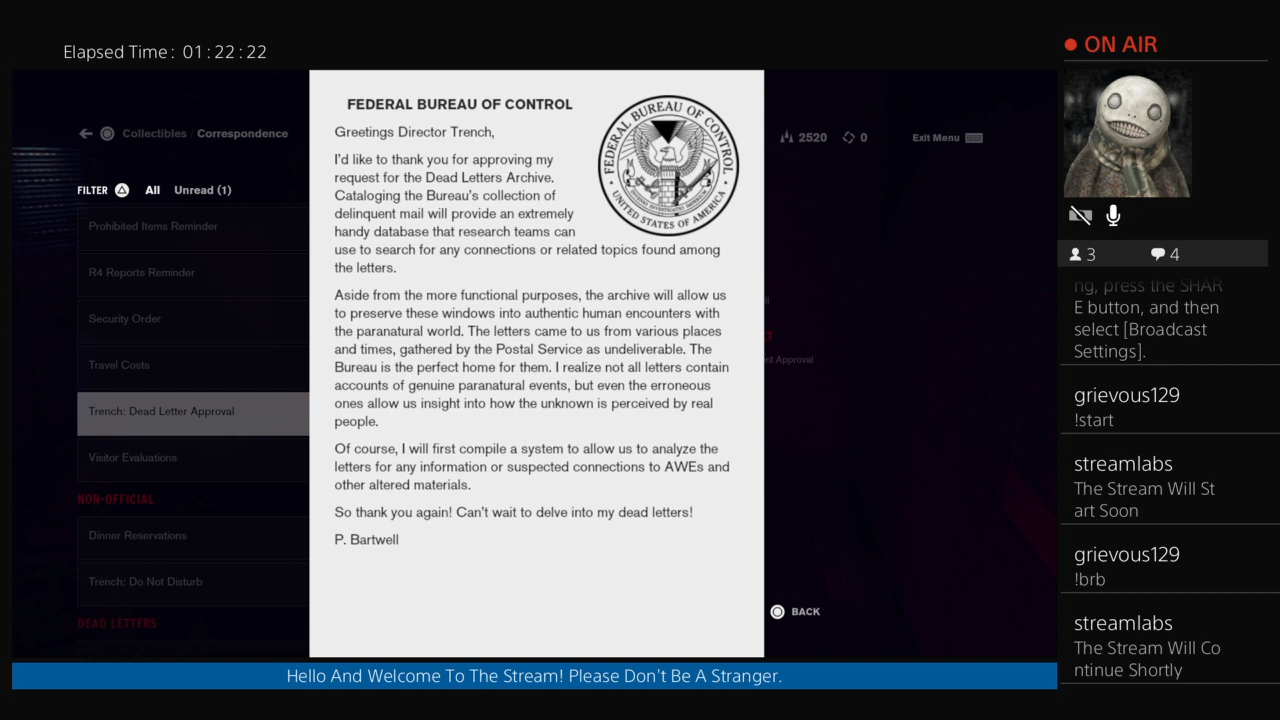 Elapsed Time: 01:22:22
ON AIR
Collectibles / Correspondence
2520
0
Exit Menu
FILTER
All
Unread (1)
Prohibited Items Reminder
R4 Reports Reminder
Security Order
Travel Costs
Trench: Dead Letter Approval
Visitor Evaluations
NON-OFFICIAL
Dinner Reservations
Trench: Do Not Disturb
DEAD LETTERS
FEDERAL BUREAU OF CONTROL
FEDERAL BUREAU OF CONTROL
UNITED STATES OF AMERICA
Greetings Director Trench,
I'd like to thank you for approving my
request for the Dead Letters Archive.
Cataloging the Bureau's collection of
delinquent mail will provide an extremely
handy database that research teams can
use to search for any connections or related topics found among
the letters.
Aside from the more functional purposes, the archive will allow us
to preserve these windows into authentic human encounters with
the paranatural world. The letters came to us from various places
and times, gathered by the Postal Service as undeliverable. The
Bureau is the perfect home for them. I realize not all letters contain
accounts of genuine paranatural events, but even the erroneous
ones allow us insight into how the unknown is perceived by real
people.
Of course, I will first compile a system to allow us to analyze the
letters for any information or suspected connections to AWEs and
other altered materials.
So thank you again! Can't wait to delve into my dead letters!
P. Bartwell
Approval
BACK
Hello And Welcome To The Stream! Please Don't Be A Stranger.
3
4
ng, press the SHAR
E button, and then
select [Broadcast
Settings].
grievous129
!start
streamlabs
The Stream Will St
art Soon
grievous129
!brb
streamlabs
The Stream Will Co
ntinue Shortly